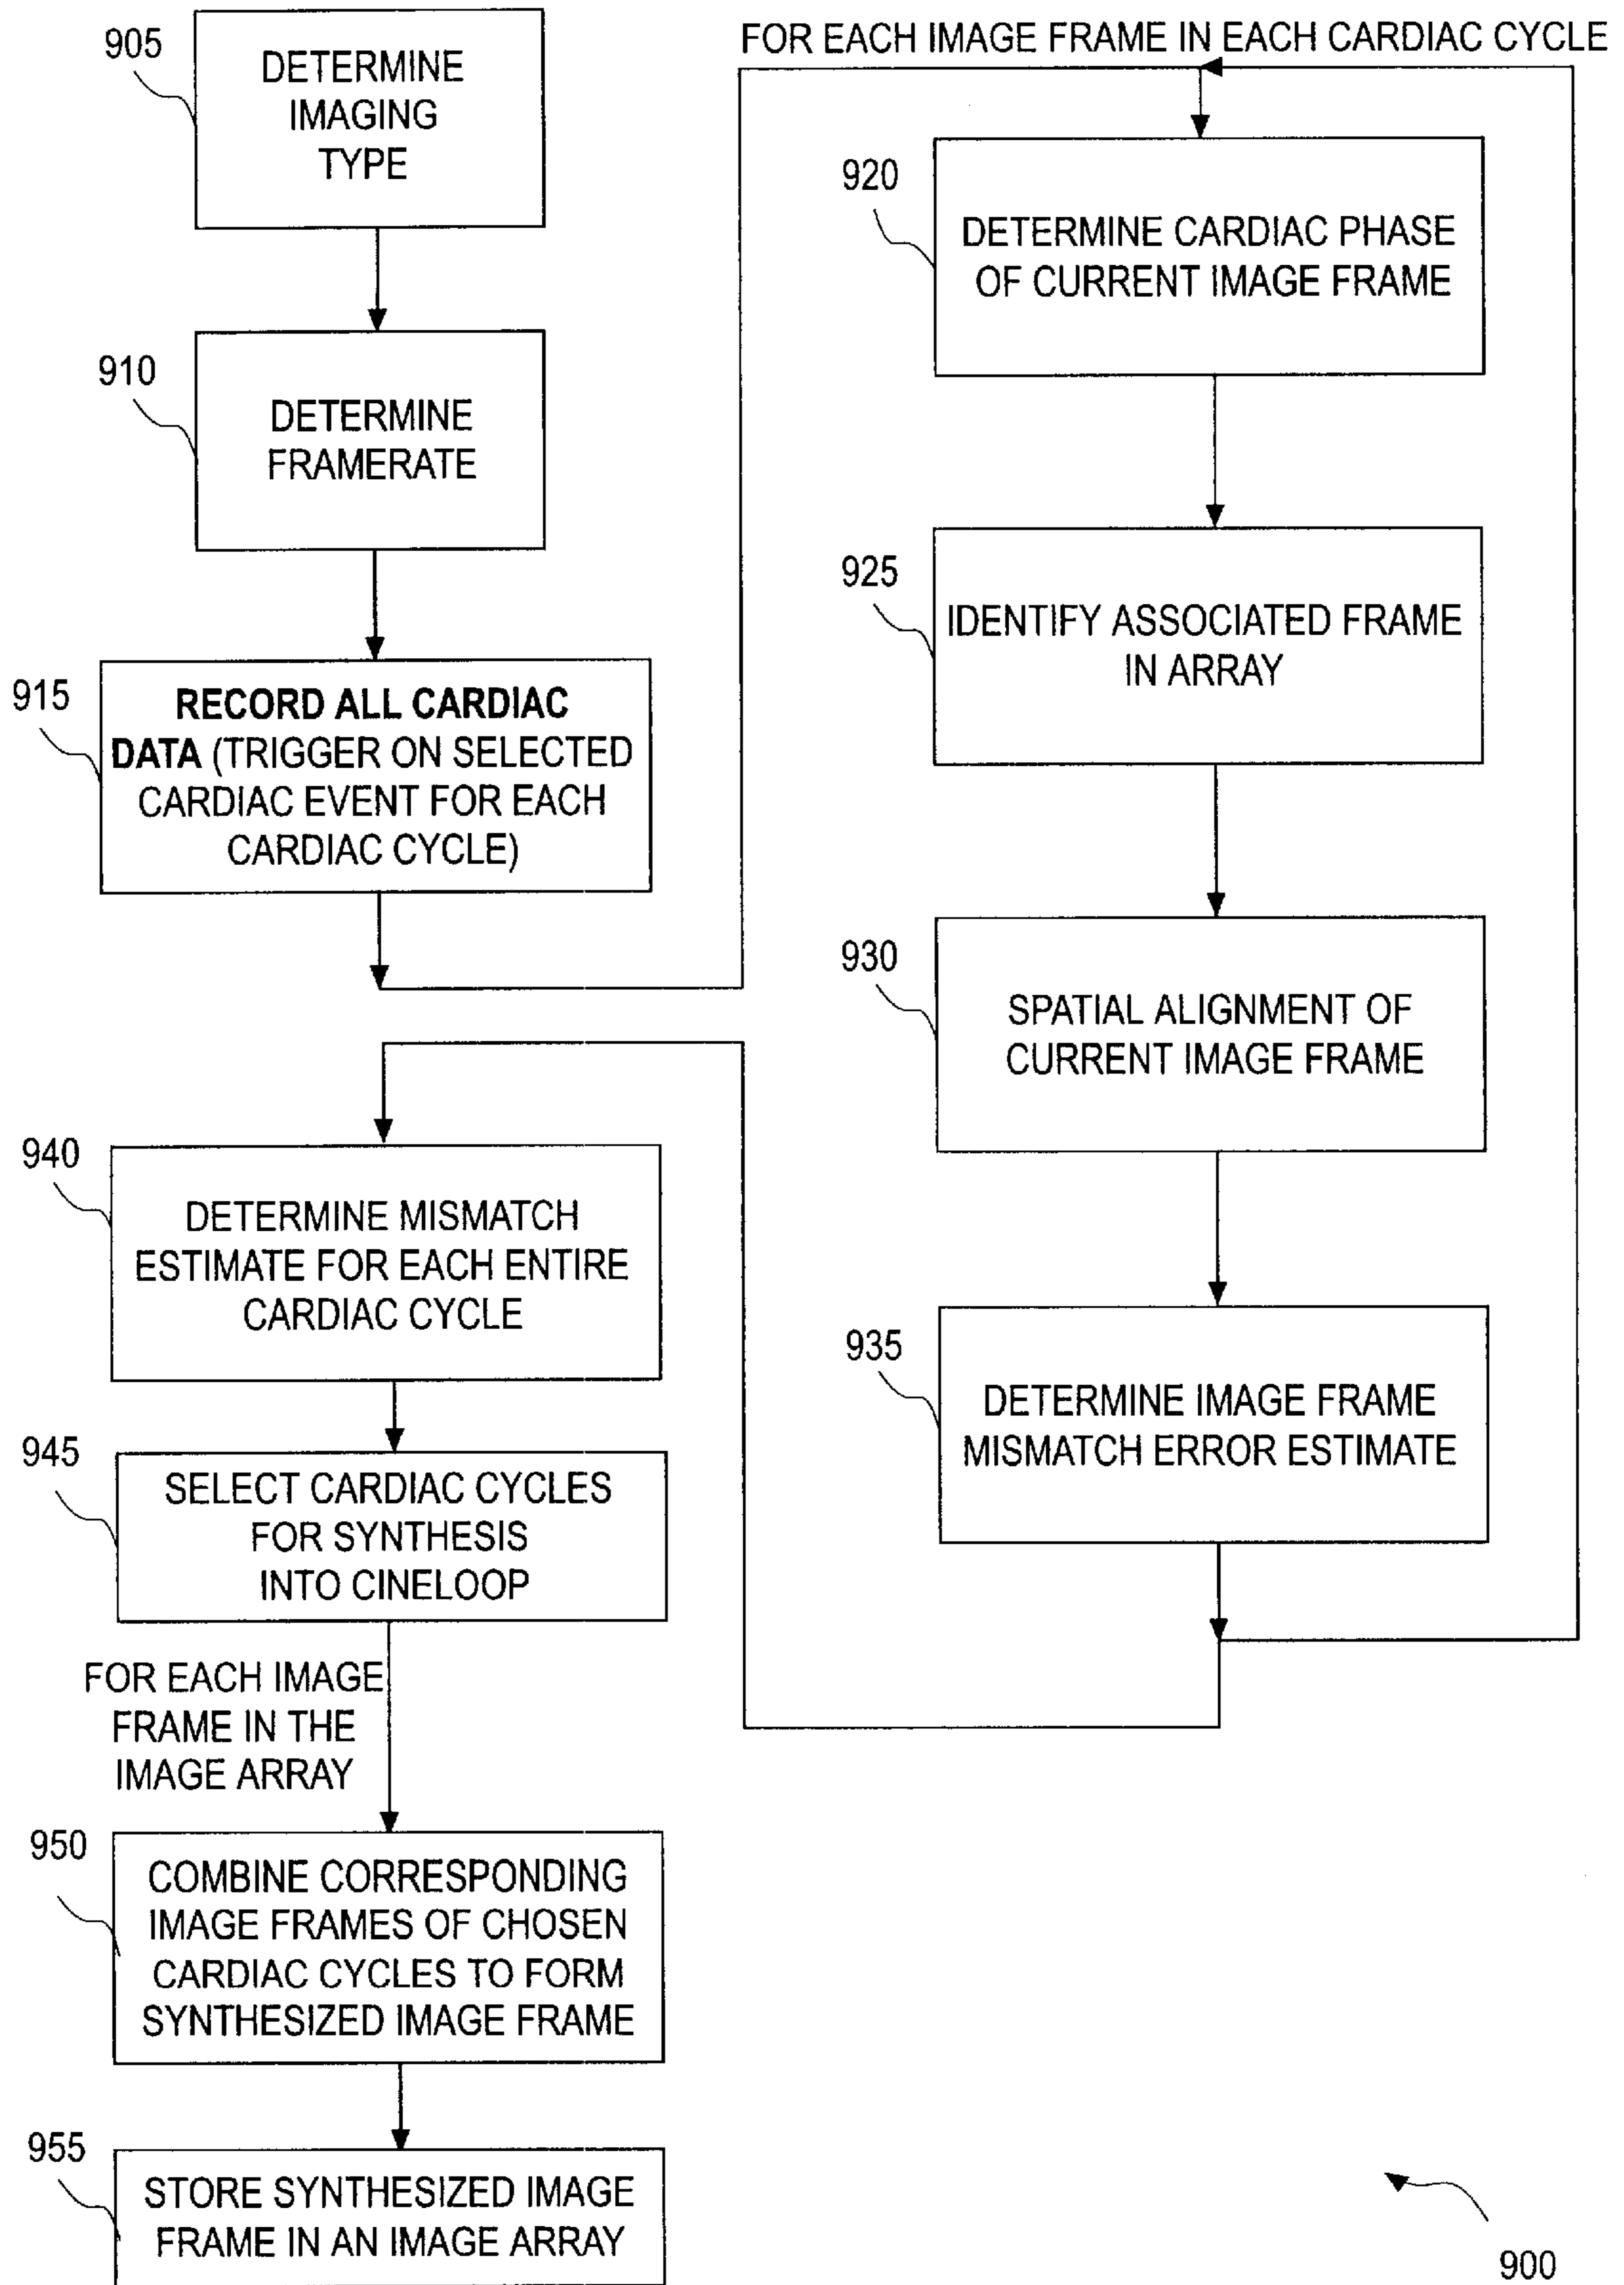 905
DETERMINE
IMAGING
TYPE
910
DETERMINE
FRAMERATE
915
RECORD ALL CARDIAC
DATA (TRIGGER ON SELECTED
CARDIAC EVENT FOR EACH
CARDIAC CYCLE)
FOR EACH IMAGE FRAME IN EACH CARDIAC CYCLE
920
DETERMINE CARDIAC PHASE
OF CURRENT IMAGE FRAME
925
IDENTIFY ASSOCIATED FRAME
IN ARRAY
930
SPATIAL ALIGNMENT OF
CURRENT IMAGE FRAME
935
DETERMINE IMAGE FRAME
MISMATCH ERROR ESTIMATE
940
DETERMINE MISMATCH
ESTIMATE FOR EACH ENTIRE
CARDIAC CYCLE
945
SELECT CARDIAC CYCLES
FOR SYNTHESIS
INTO CINELOOP
FOR EACH IMAGE
FRAME IN THE
IMAGE ARRAY
950
COMBINE CORRESPONDING
IMAGE FRAMES OF CHOSEN
CARDIAC CYCLES TO FORM
SYNTHESIZED IMAGE FRAME
955
STORE SYNTHESIZED IMAGE
FRAME IN AN IMAGE ARRAY
900